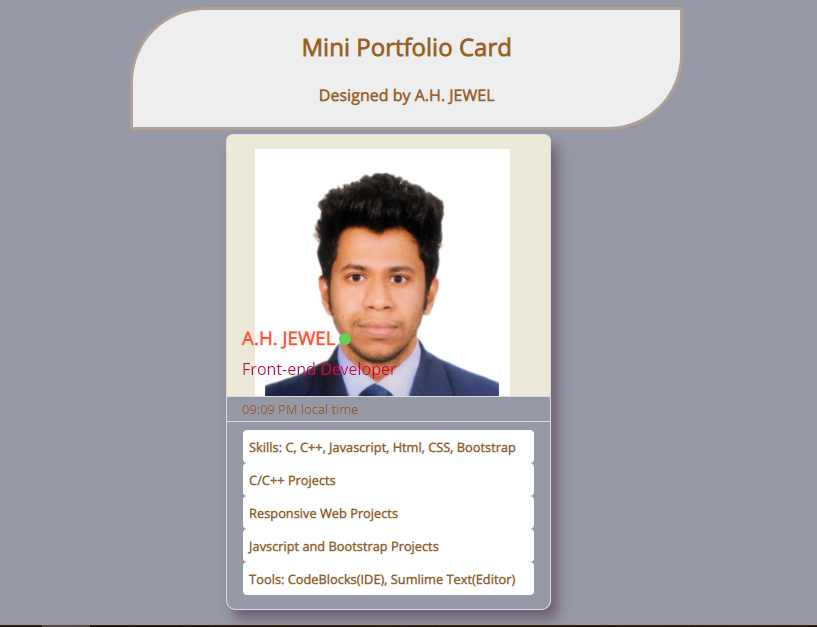 Mini Portfolio Card
Designed by A.H. JEWEL
A.H. JEWEL
Front-end Developer
09:09 PM local time
Skills: C, C++, Javascript, Html, CSS, Bootstrap
C/C++ Projects
Responsive Web Projects
Javscript and Bootstrap Projects
Tools: CodeBlocks(IDE), Sumlime Text(Editor)